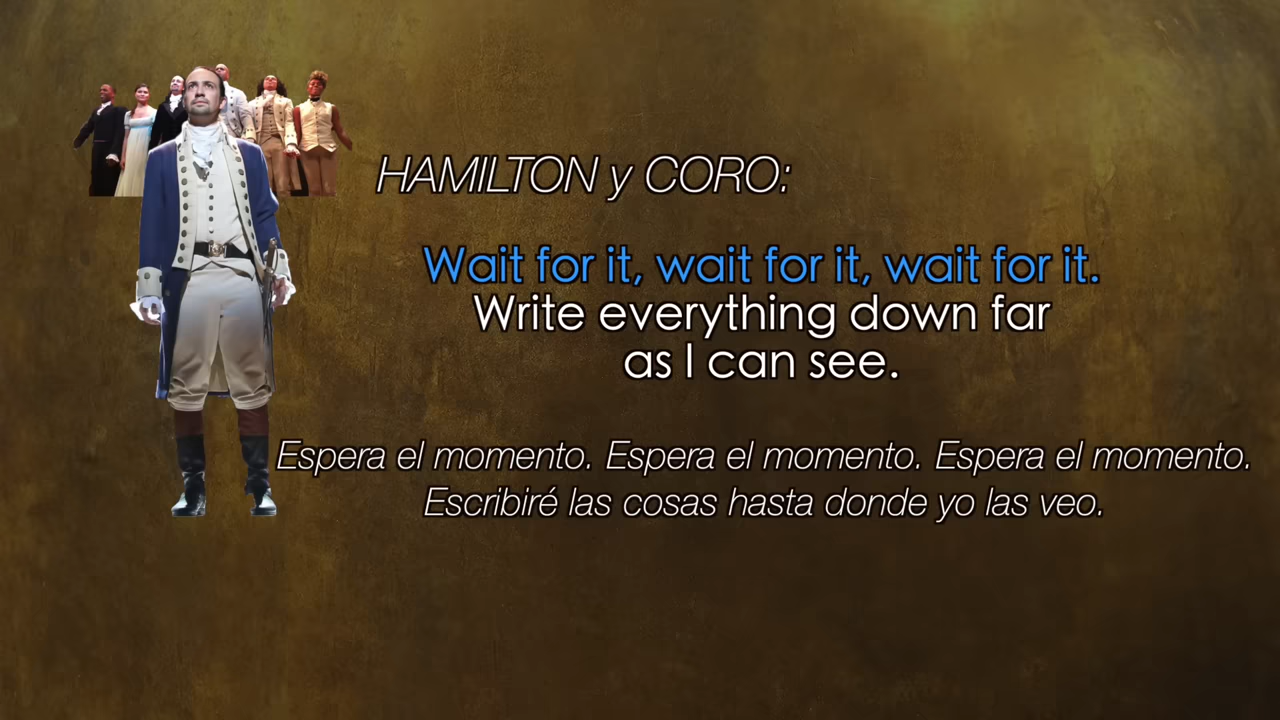 HAMILTON y CORO:
Wait for it, wait for it, wait for it.
Write everything down far
as I can see.
Espera el momento. Espera el momento. Espera el momento.
Escribiré las cosas hasta donde yo las veo.